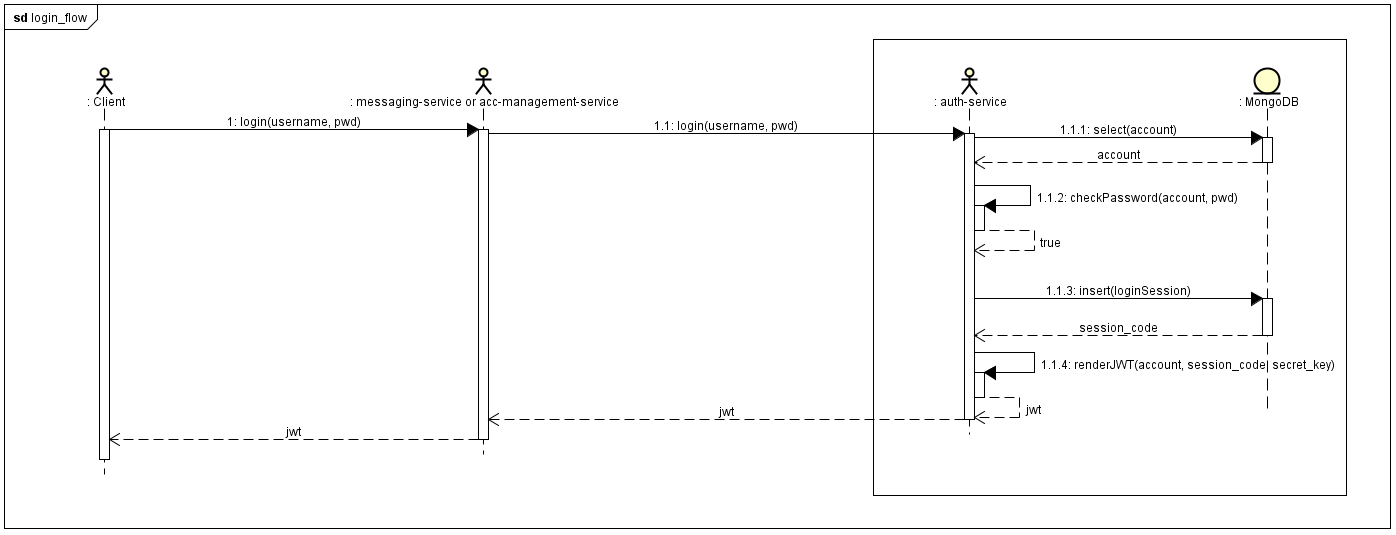 sd login_flow
: Client
: messaging-service or acc-management-service
: auth-service
: MongoDB
1: login(username, pwd)
1.1: login(username, pwd)
1.1.1: select(account)
account
1.1.2: checkPassword(account, pwd)
true
1.1.3: insert(loginSession)
session_code
1.1.4: renderJWT(account, session_code, secret_key)
jwt
jwt
jwt